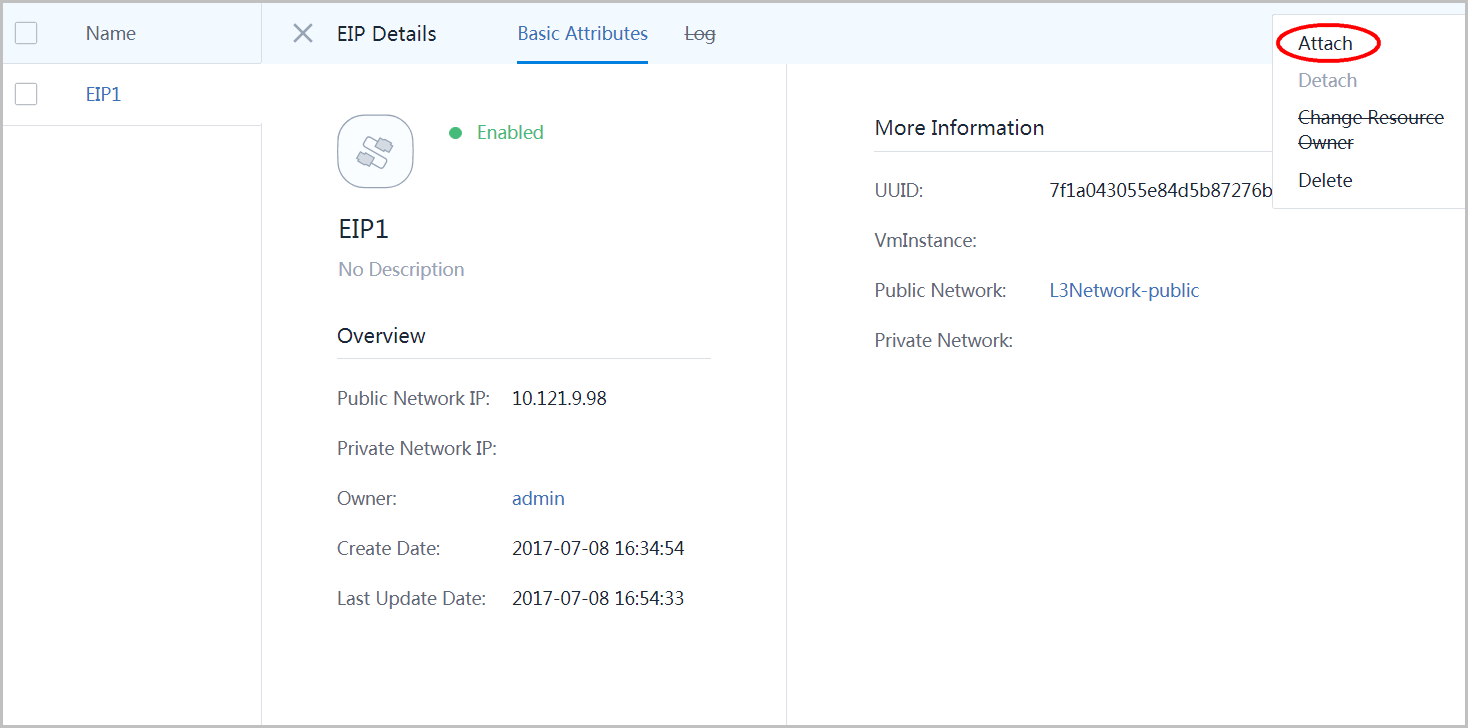 Name
EIP1
EIP Details
Basic Attributes
Log
Enabled
EIP1
No Description
Overview
Public Network IP: 10.121.9.98
Private Network IP:
Owner: admin
Create Date: 2017-07-08 16:34:54
Last Update Date: 2017-07-08 16:54:33
More Information
UUID: 7f1a043055e84d5b87276b
VmInstance:
Public Network: L3Network-public
Private Network:
Attach
Detach
Change Resource
Owner
Delete